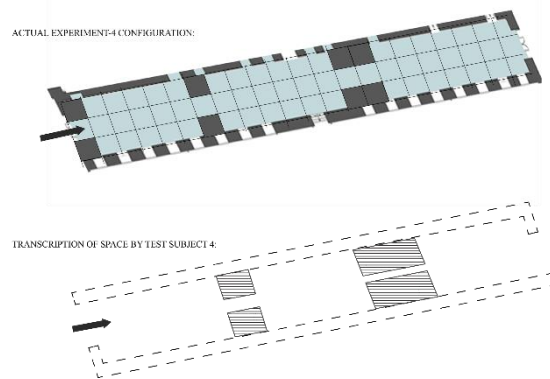 ACTUAL EXPERIMENT-4 CONFIGURATION:
TRANSCRIPTION OF SPACE BY TEST SUBJECT 4: